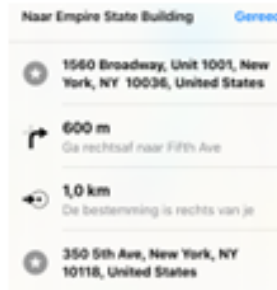 Naar Empire State Building Gereed
1560 Broadway, Unit 1001, New
York, NY 10036, United States
600 m
Ga rechtsaf naar Fifth Ave
1,0 km
De bestemming is rechts van je
350 5th Ave, New York, NY
10118, United States